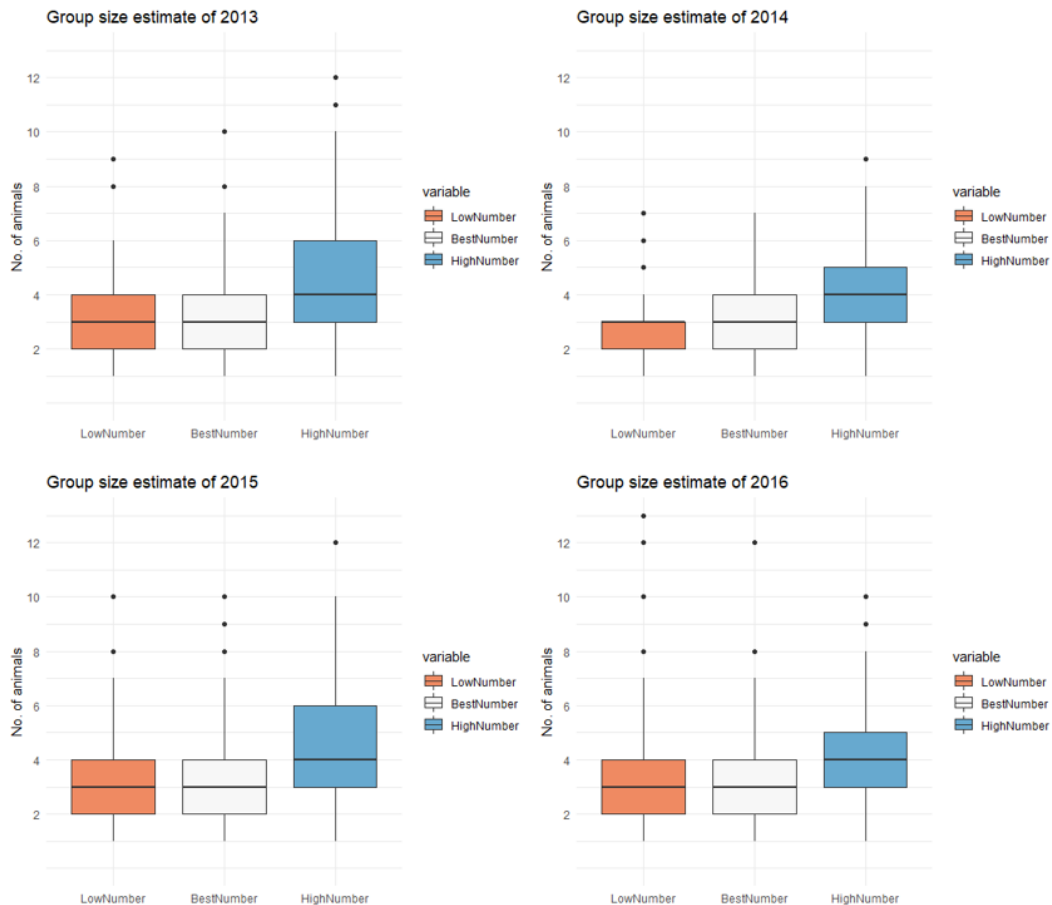 Group size estimate of 2013
No. of animals
12
10
8
6
4
2
LowNumber BestNumber HighNumber
variable
LowNumber
BestNumber
HighNumber
Group size estimate of 2014
No. of animals
12
10
8
6
4
2
LowNumber BestNumber HighNumber
variable
LowNumber
BestNumber
HighNumber
Group size estimate of 2015
No. of animals
12
10
8
6
4
2
LowNumber BestNumber HighNumber
variable
LowNumber
BestNumber
HighNumber
Group size estimate of 2016
No. of animals
12
10
8
6
4
2
LowNumber BestNumber HighNumber
variable
LowNumber
BestNumber
HighNumber